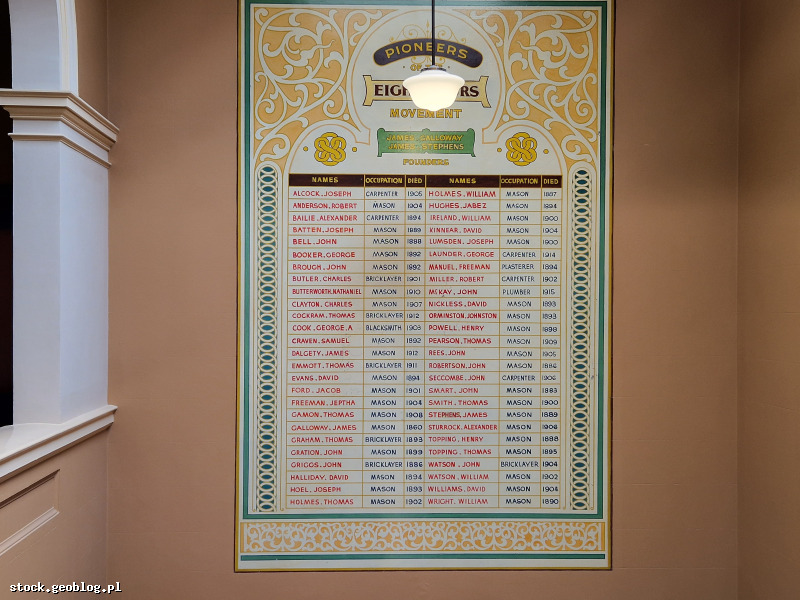 PIONEERS
OF
EIGH RS
MOVEMENT
JAMES GALLOWAY
JAMES STEPHENS
FOUNDERS
NAMES OCCUPATION DIED NAMES OCCUPATION DIED
ALCOCK, JOSEPH CARPENTER 1905 HOLMES, WILLIAM MASON 1887
ANDERSON, ROBERT MASON 1904 HUGHES, JABEZ MASON 1894
BAILIE, ALEXANDER CARPENTER 1894 IRELAND, WILLIAM MASON 1900
BATTEN, JOSEPH MASON 1889 KINNEAR, DAVID MASON 1904
BELL, JOHN MASON 1888 LUMSDEN, JOSEPH MASON 1900
BOOKER, GEORGE MASON 1892 LAUNDER, GEORGE CARPENTER 1914
BROUGH, JOHN MASON 1892 MANUEL, FREEMAN PLASTERER 1894
BUTLER, CHARLES BRICKLAYER 1901 MILLER, ROBERT CARPENTER 1902
BUTTERWORTH, NATHANIEL MASON 1910 McKAY, JOHN PLUMBER 1915
CLAYTON, CHARLES MASON 1907 NICKLESS, DAVID MASON 1893
COCKRAM, THOMAS BRICKLAYER 1912 ORMINSTON, JOHNSTON MASON 1893
COOK, GEORGE, A BLACKSMITH 1903 POWELL, HENRY MASON 1898
CRAVEN, SAMUEL MASON 1892 PEARSON, THOMAS MASON 1909
DALGETY, JAMES MASON 1912 REES, JOHN MASON 1905
EMMOTT, THOMAS BRICKLAYER 1911 ROBERTSON, JOHN MASON 1886
EVANS, DAVID MASON 1894 SECCOMBE, JOHN CARPENTER 1906
FORD, JACOB MASON 1901 SMART, JOHN MASON 1883
FREEMAN, JEPTHA MASON 1904 SMITH, THOMAS MASON 1900
GAMON, THOMAS MASON 1908 STEPHENS, JAMES MASON 1889
GALLOWAY, JAMES MASON 1860 STURROCK, ALEXANDER MASON 1906
GRAHAM, THOMAS BRICKLAYER 1893 TOPPING, HENRY MASON 1898
GRATION, JOHN MASON 1899 TOPPING, THOMAS MASON 1895
GRIGGS, JOHN BRICKLAYER 1886 WATSON, JOHN BRICKLAYER 1904
HALLIDAY, DAVID MASON 1894 WATSON, WILLIAM MASON 1902
HOEL, JOSEPH MASON 1893 WILLIAMS, DAVID MASON 1904
HOLMES, THOMAS MASON 1902 WRIGHT, WILLIAM MASON 1890
stock.geoblog.pl